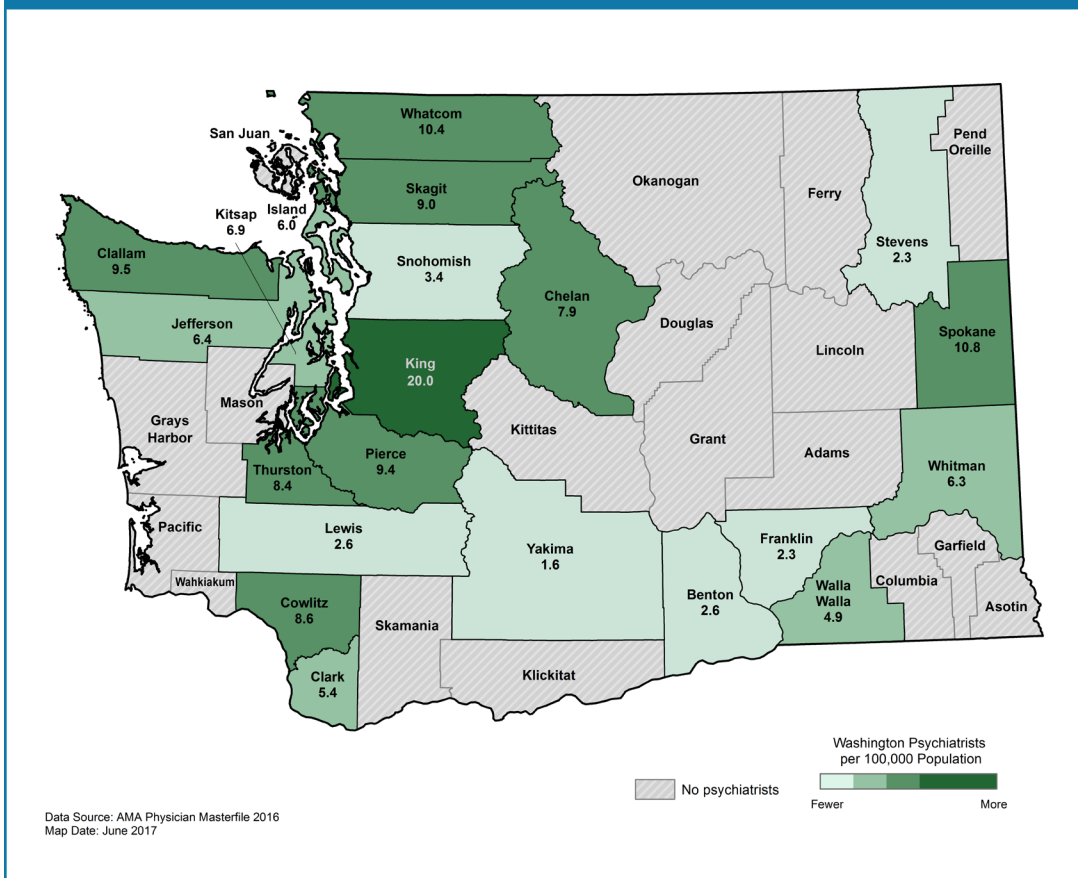 Whatcom
10.4
San Juan
Skagit
9.0
Island
6.0
Kitsap
6.9
Okanogan
Ferry
Pend
Oreille
Stevens
2.3
Clallam
9.5
Snohomish
3.4
Chelan
7.9
Jefferson
6.4
Douglas
Spokane
10.8
Lincoln
King
20.0
Mason
Grays
Harbor
Kittitas
Grant
Adams
Pierce
9.4
Thurston
8.4
Whitman
6.3
Pacific
Lewis
2.6
Yakima
1.6
Franklin
2.3
Garfield
Wahkiakum
Columbia
Benton
2.6
Walla
Walla
4.9
Asotin
Cowlitz
8.6
Skamania
Clark
5.4
Klickitat
Washington Psychiatrists
per 100,000 Population
No psychiatrists
Fewer
More
Data Source: AMA Physician Masterfile 2016
Map Date: June 2017